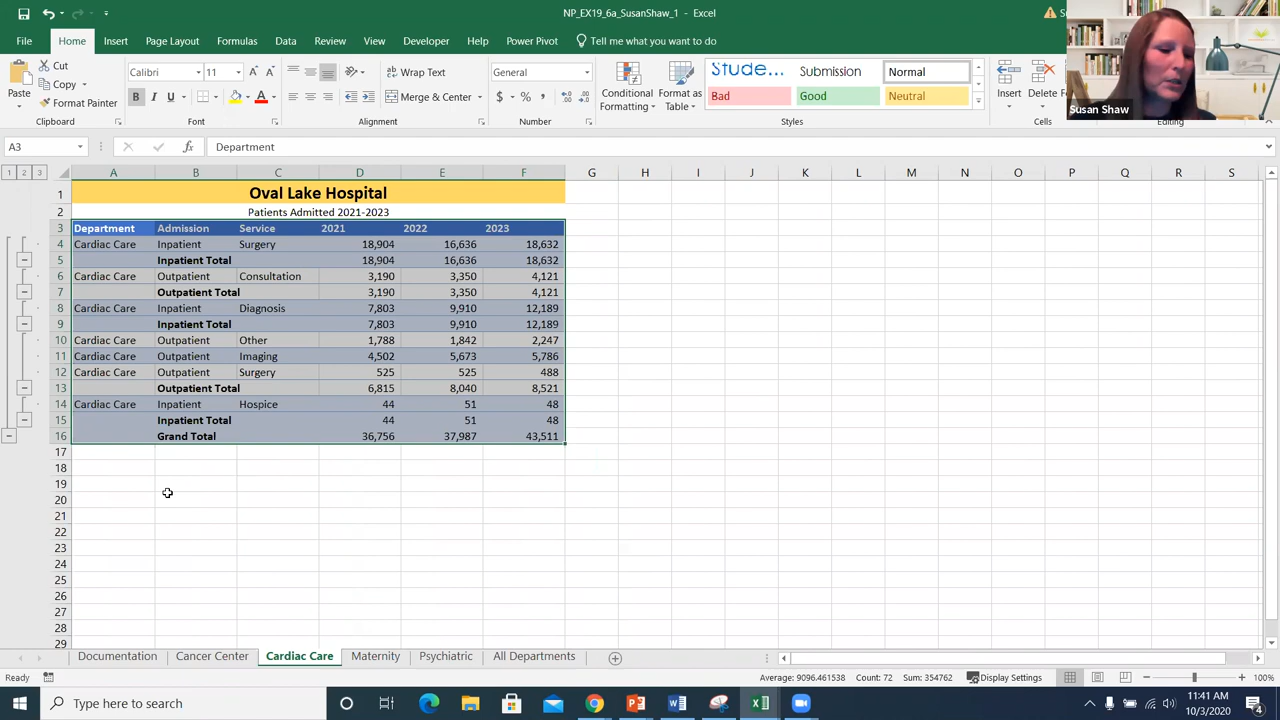 NP_EX19_6a_SusanShaw_1 - Excel
File Home Insert Page Layout Formulas Data Review View Developer Help Power Pivot Tell me what you want to do
Paste
Cut
Copy
Format Painter
Clipboard
Calibri 11
B I U
Font
Wrap Text
Merge & Center
Alignment
General
$ % ,
Number
Conditional Formatting
Format as Table
Stude... Submission Normal
Bad Good Neutral
Styles
Insert Delete
Cells
Editing
Susan Shaw
A3 fx Department
1 2 3 A B C D E F G H I J K L M N O P Q R S
1 Oval Lake Hospital
2 Patients Admitted 2021-2023
3 Department Admission Service 2021 2022 2023
4 Cardiac Care Inpatient Surgery 18,904 16,636 18,632
5 Inpatient Total 18,904 16,636 18,632
6 Cardiac Care Outpatient Consultation 3,190 3,350 4,121
7 Outpatient Total 3,190 3,350 4,121
8 Cardiac Care Inpatient Diagnosis 7,803 9,910 12,189
9 Inpatient Total 7,803 9,910 12,189
10 Cardiac Care Outpatient Other 1,788 1,842 2,247
11 Cardiac Care Outpatient Imaging 4,502 5,673 5,786
12 Cardiac Care Outpatient Surgery 525 525 488
13 Outpatient Total 6,815 8,040 8,521
14 Cardiac Care Inpatient Hospice 44 51 48
15 Inpatient Total 44 51 48
16 Grand Total 36,756 37,987 43,511
17
18
19
20
21
22
23
24
25
26
27
28
29
Documentation Cancer Center Cardiac Care Maternity Psychiatric All Departments
Ready Average: 9096.461538 Count: 72 Sum: 354762 Display Settings 100%
Type here to search
11:41 AM
10/3/2020
4